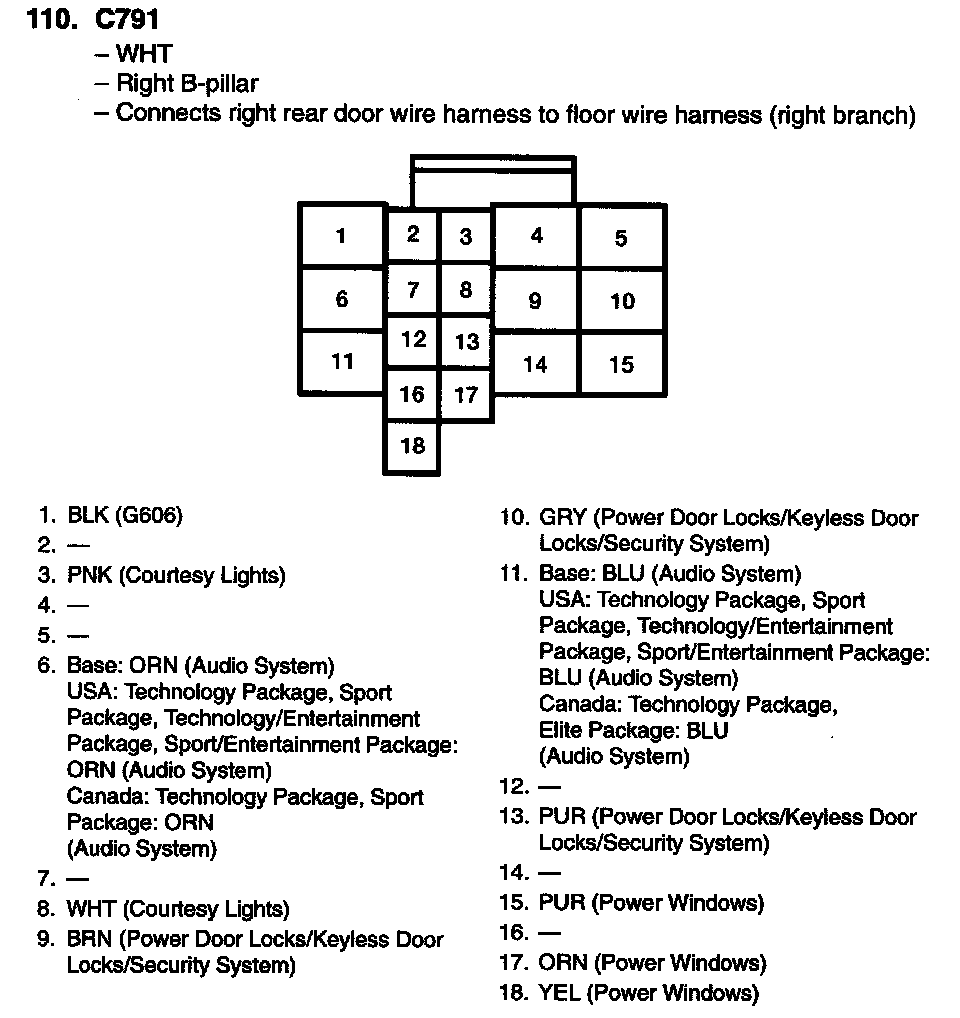 110. C791
– WHT
– Right B-pillar
– Connects right rear door wire harness to floor wire harness (right branch)
1 2 3 4 5
6 7 8 9 10
11 12 13 14 15
16 17
18
1. BLK (G606)
2. —
3. PNK (Courtesy Lights)
4. —
5. —
6. Base: ORN (Audio System)
USA: Technology Package, Sport
Package, Technology/Entertainment
Package, Sport/Entertainment Package:
ORN (Audio System)
Canada: Technology Package, Sport
Package: ORN
(Audio System)
7. —
8. WHT (Courtesy Lights)
9. BRN (Power Door Locks/Keyless Door
Locks/Security System)
10. GRY (Power Door Locks/Keyless Door
Locks/Security System)
11. Base: BLU (Audio System)
USA: Technology Package, Sport
Package, Technology/Entertainment
Package, Sport/Entertainment Package:
BLU (Audio System)
Canada: Technology Package,
Elite Package: BLU
(Audio System)
12. —
13. PUR (Power Door Locks/Keyless Door
Locks/Security System)
14. —
15. PUR (Power Windows)
16. —
17. ORN (Power Windows)
18. YEL (Power Windows)